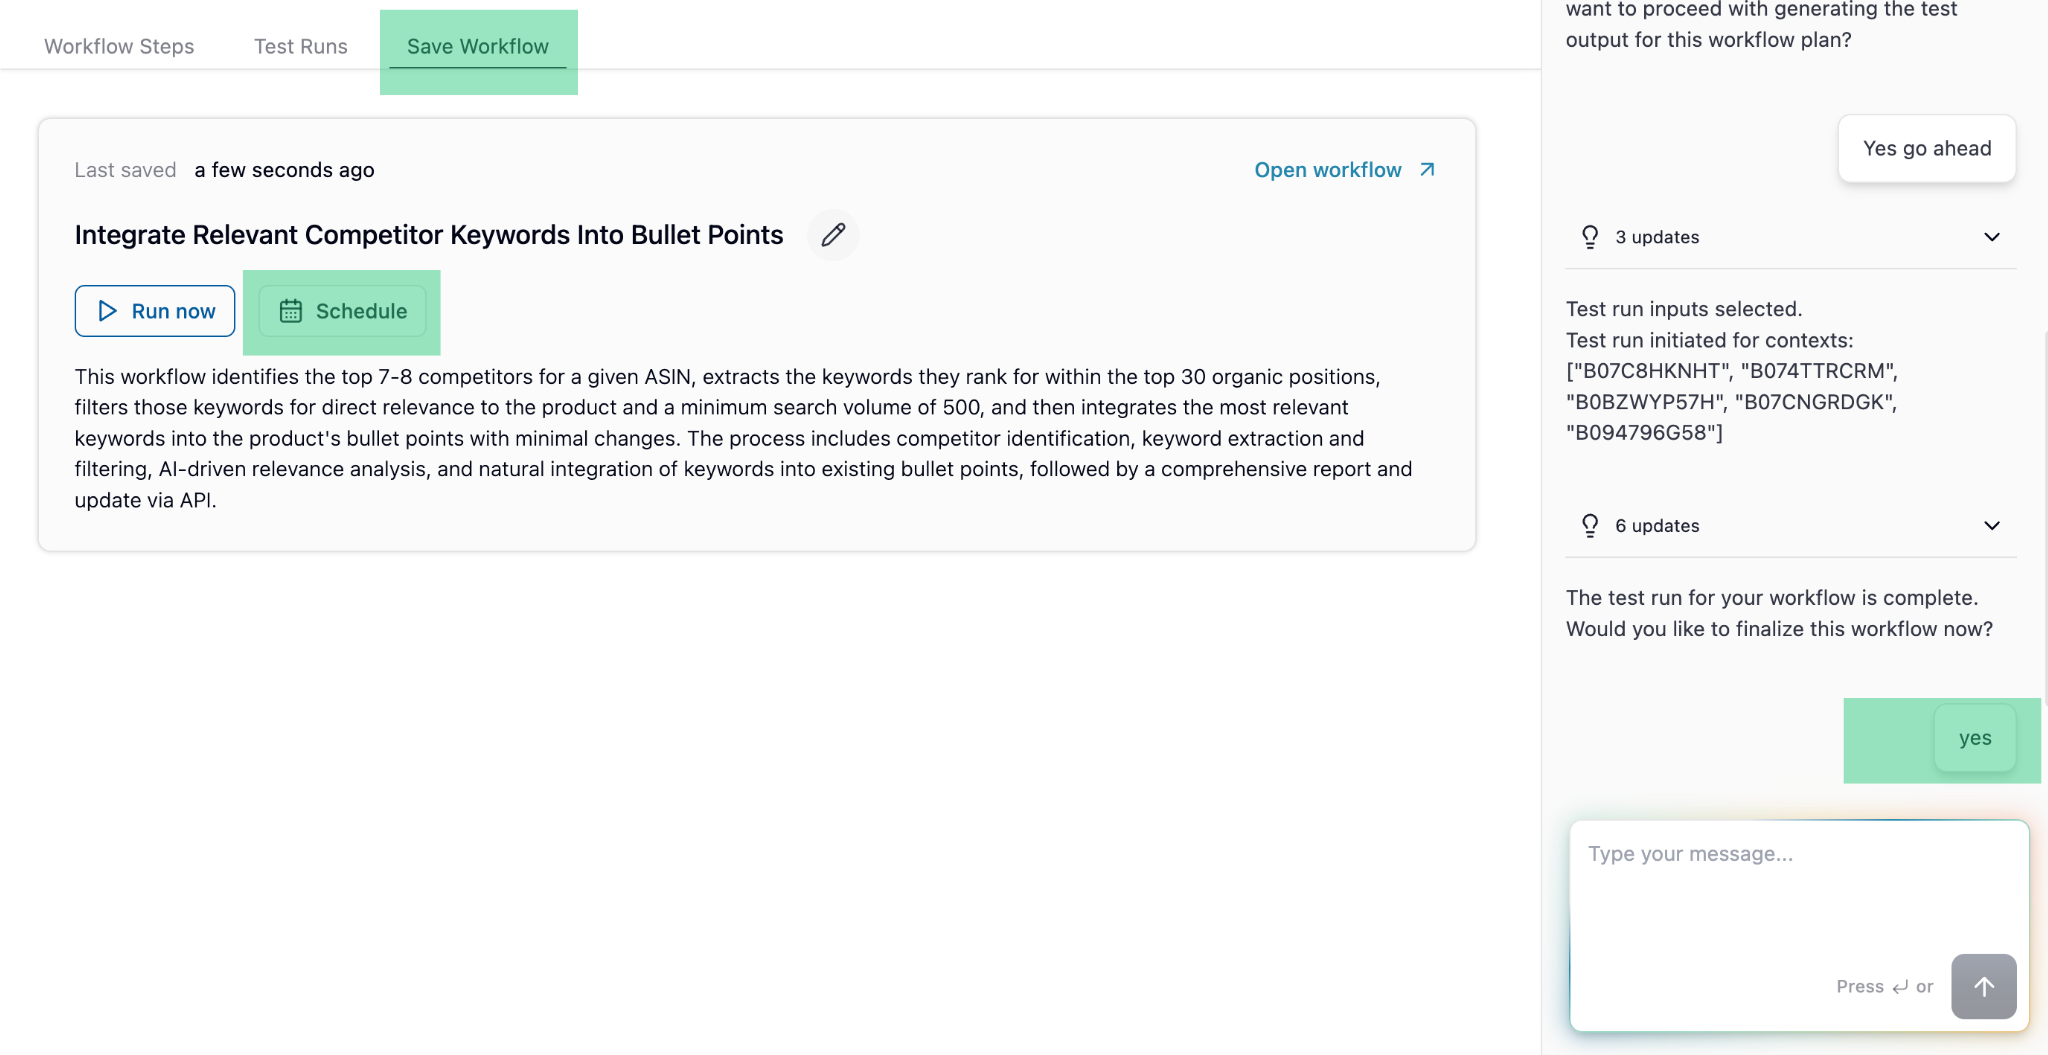 Workflow Steps
Test Runs
Save Workflow
Last saved a few seconds ago
Open workflow
Integrate Relevant Competitor Keywords Into Bullet Points
Run now
Schedule
This workflow identifies the top 7-8 competitors for a given ASIN, extracts the keywords they rank for within the top 30 organic positions,
filters those keywords for direct relevance to the product and a minimum search volume of 500, and then integrates the most relevant
keywords into the product's bullet points with minimal changes. The process includes competitor identification, keyword extraction and
filtering, AI-driven relevance analysis, and natural integration of keywords into existing bullet points, followed by a comprehensive report and
update via API.
want to proceed with generating the test
output for this workflow plan?
Yes go ahead
3 updates
Test run inputs selected.
Test run initiated for contexts:
["B07C8HKNHT", "B074TTRCRM",
"B0BZWYP57H", "B07CNGRDGK",
"B094796G58"]
6 updates
The test run for your workflow is complete.
Would you like to finalize this workflow now?
yes
Type your message...
Press ↵ or